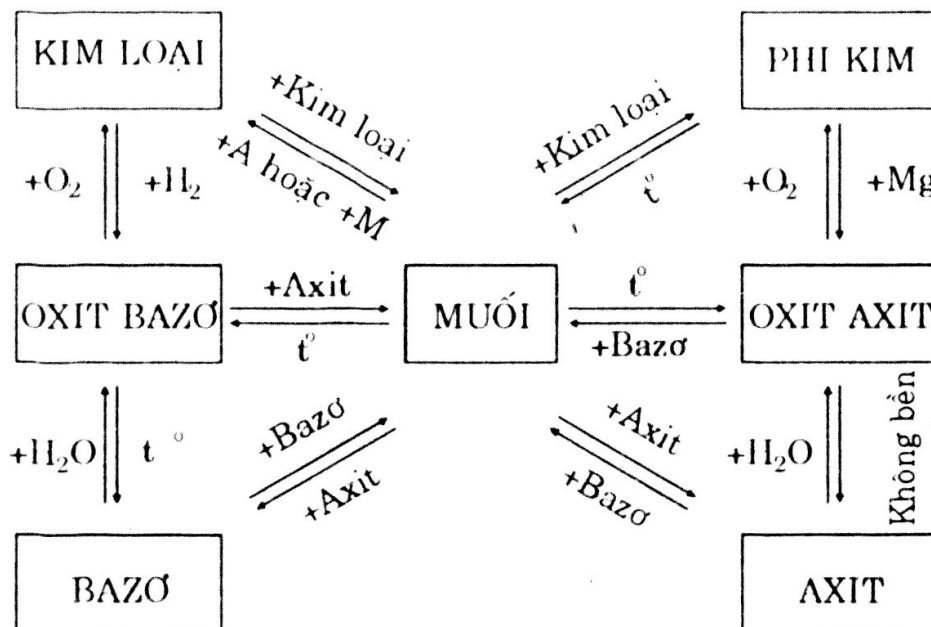 KIM LOẠI
PHI KIM
+Kim loại
+A hoặc +M
+Kim loại
t°
+O₂
+H₂
+O₂
+Mg
OXIT BAZƠ
+Axit
t°
MUỐI
t°
+Bazơ
OXIT AXIT
+H₂O
t °
+Bazơ
+Axit
+Axit
+Bazơ
+H₂O
Không bền
BAZƠ
AXIT